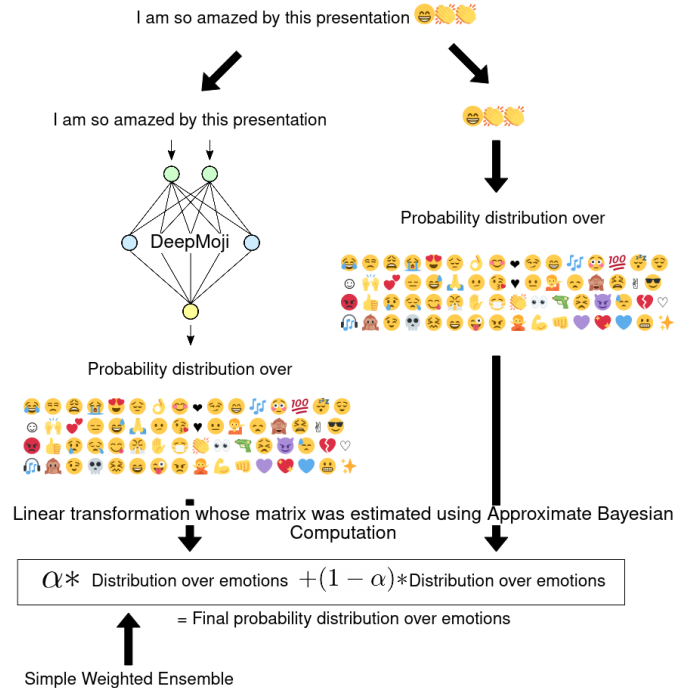 I am so amazed by this presentation 😁👏👏
I am so amazed by this presentation
😁👏👏
DeepMoji
Probability distribution over
Probability distribution over
Linear transformation whose matrix was estimated using Approximate Bayesian
Computation
α* Distribution over emotions +(1 − α)*Distribution over emotions
= Final probability distribution over emotions
Simple Weighted Ensemble